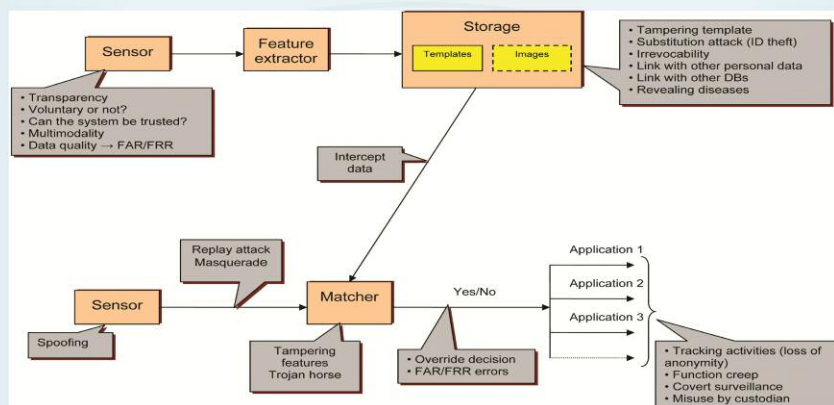 Sensor
Feature
extractor
Storage
Templates
Images
• Tampering template
• Substitution attack (ID theft)
• Irrevocability
• Link with other personal data
• Link with other DBs
• Revealing diseases
• Transparency
• Voluntary or not?
• Can the system be trusted?
• Multimodality
• Data quality → FAR/FRR
Intercept
data
Replay attack
Masquerade
Sensor
Spoofing
Matcher
Tampering
features
Trojan horse
Yes/No
• Override decision
• FAR/FRR errors
Application 1
Application 2
Application 3
• Tracking activities (loss of
anonymity)
• Function creep
• Covert surveillance
• Misuse by custodian